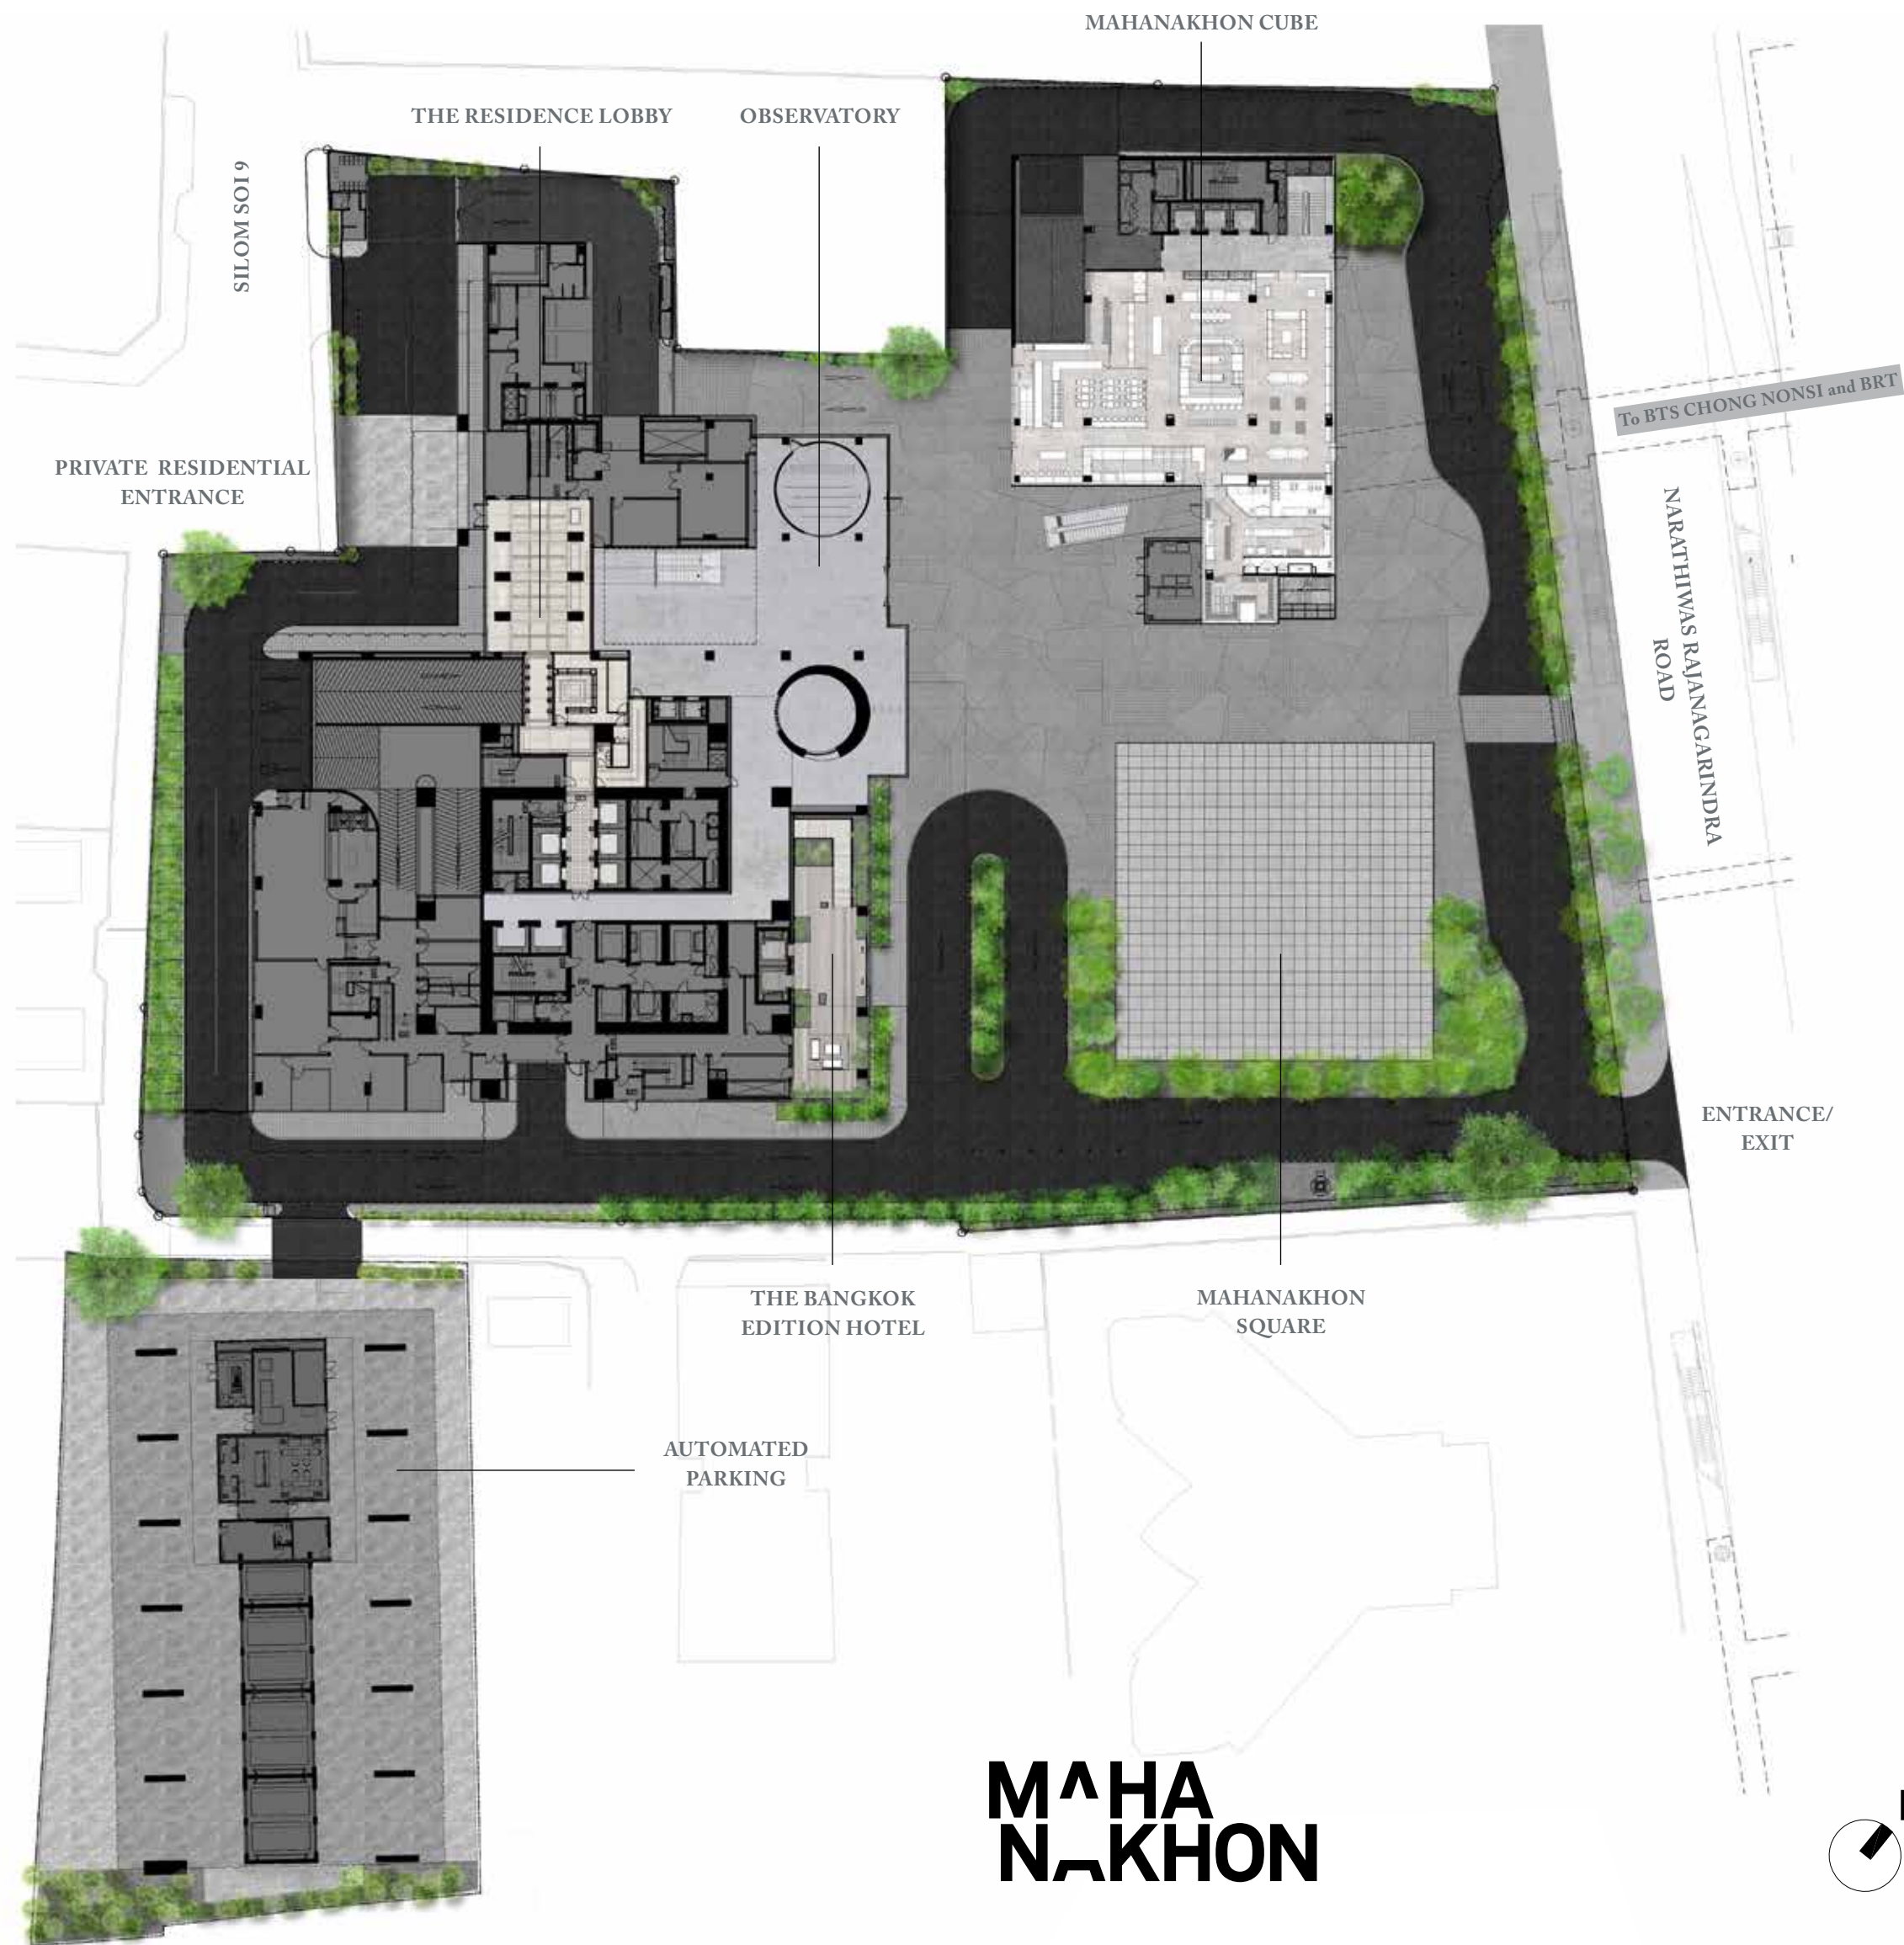 MAHANAKHON CUBE
THE RESIDENCE LOBBY
OBSERVATORY
SILOM SOI 9
To BTS CHONG NONSI and BRT
PRIVATE RESIDENTIAL
ENTRANCE
NARATHIWAS RAJANAGARINDRA
ROAD
ENTRANCE/
EXIT
THE BANGKOK
EDITION HOTEL
MAHANAKHON
SQUARE
AUTOMATED
PARKING
MAHA
NAKHON